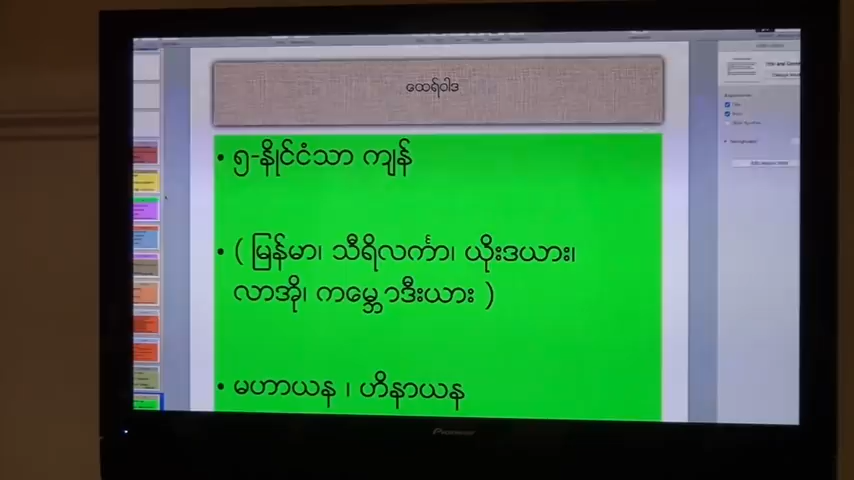 ထေရ်ဝါဒ
• ၅-နိုင်ငံသာ ကျန်
• ( မြန်မာ၊ သီရိလင်္ကာ၊ ယိုးဒယား၊
လာအို၊ ကမ္ဘောဒီးယား )
• မဟာယန ၊ ဟီနာယန
Pioneer